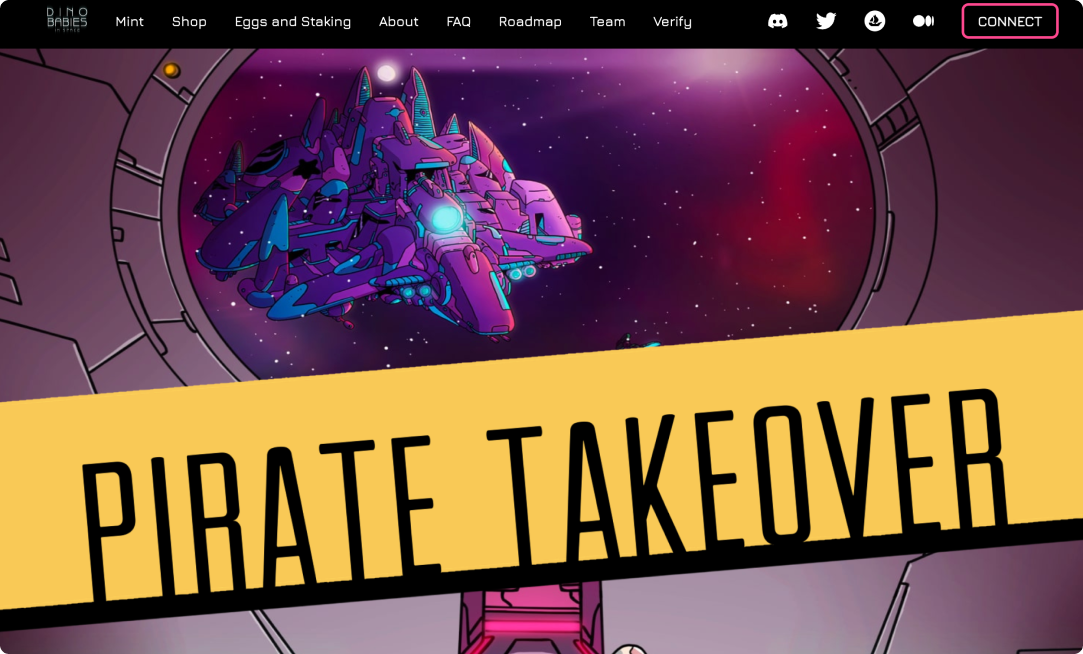 DINO
BABIES
IN SPACE
Mint
Shop
Eggs and Staking
About
FAQ
Roadmap
Team
Verify
CONNECT
PIRATE TAKEOVER